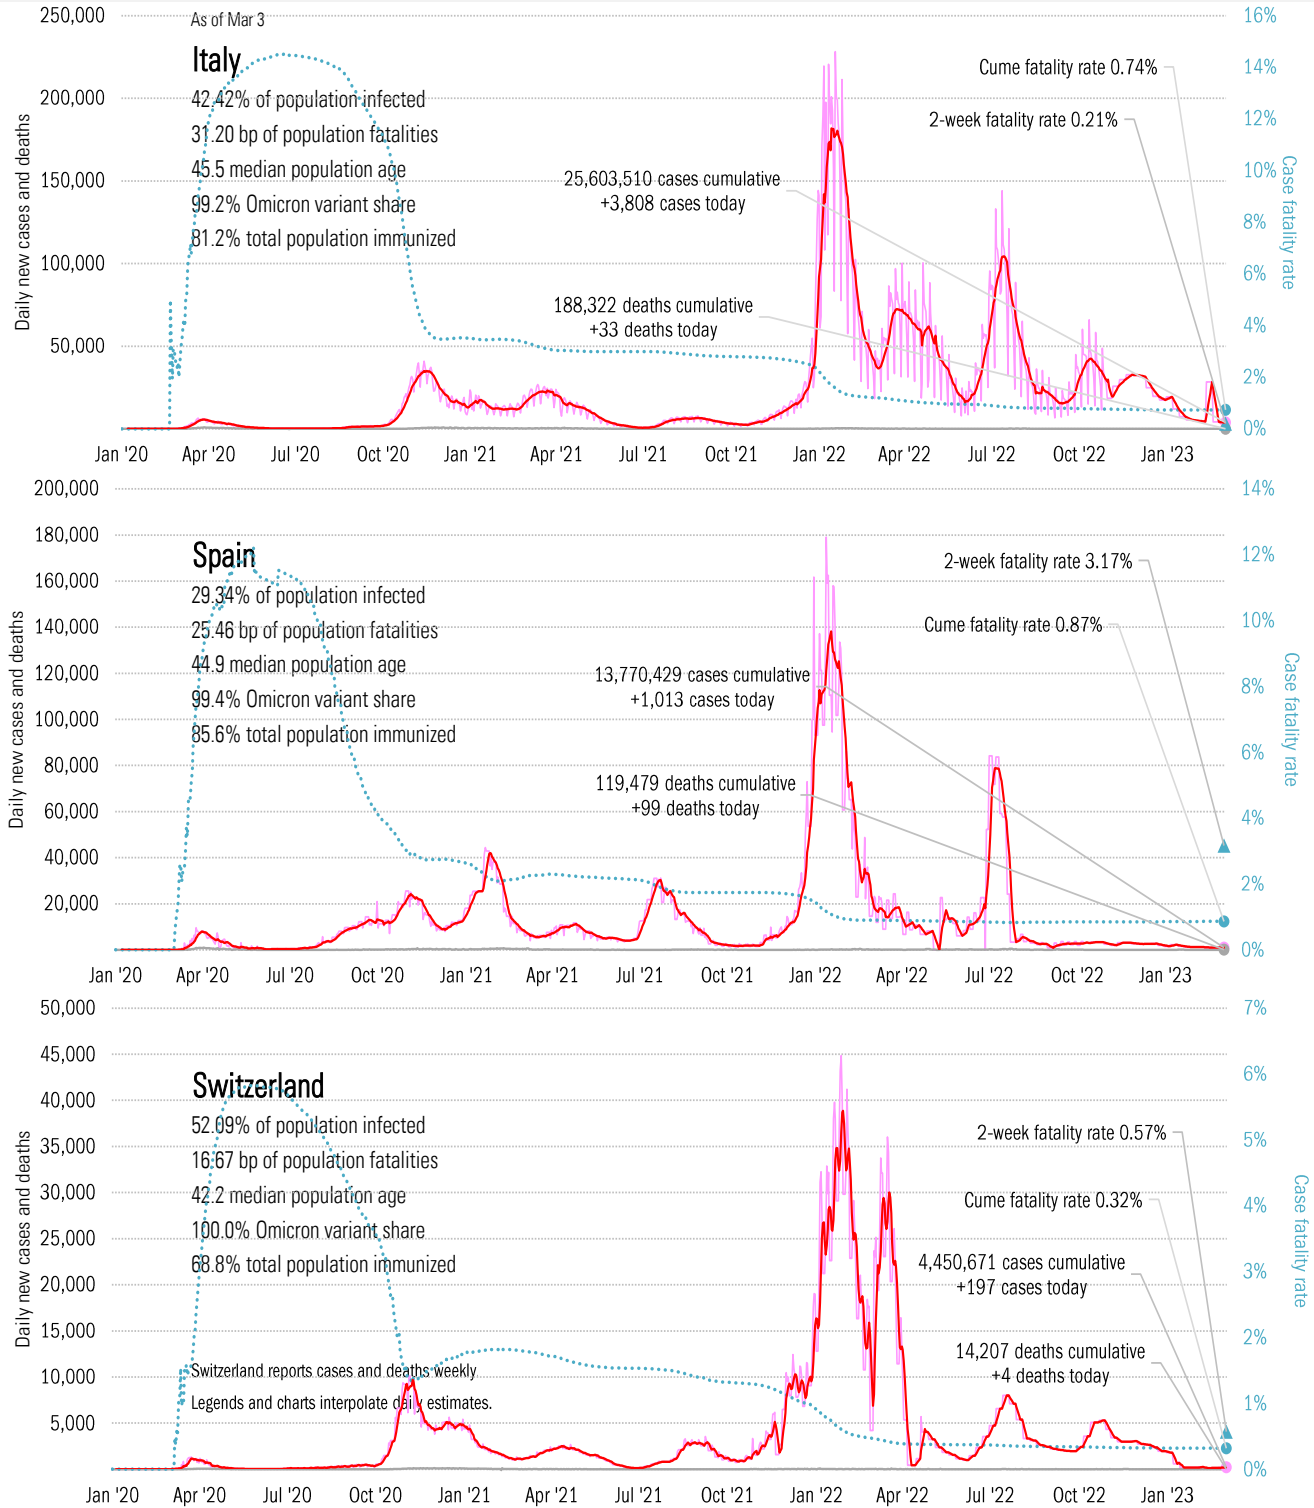 As of Mar 3
Italy
42.42% of population infected
31.20 bp of population fatalities
45.5 median population age
99.2% Omicron variant share
81.2% total population immunized
25,603,510 cases cumulative
+3,808 cases today
188,322 deaths cumulative
+33 deaths today
Cume fatality rate 0.74%
2-week fatality rate 0.21%
Daily new cases and deaths
250,000
200,000
150,000
100,000
50,000
16%
14%
12%
10%
8%
6%
4%
2%
0%
Case fatality rate
Jan '20 Apr '20 Jul '20 Oct '20 Jan '21 Apr '21 Jul '21 Oct '21 Jan '22 Apr '22 Jul '22 Oct '22 Jan '23
Spain
29.34% of population infected
25.46 bp of population fatalities
44.9 median population age
99.4% Omicron variant share
85.6% total population immunized
13,770,429 cases cumulative
+1,013 cases today
119,479 deaths cumulative
+99 deaths today
2-week fatality rate 3.17%
Cume fatality rate 0.87%
Daily new cases and deaths
200,000
180,000
160,000
140,000
120,000
100,000
80,000
60,000
40,000
20,000
14%
12%
10%
8%
6%
4%
2%
0%
Case fatality rate
Jan '20 Apr '20 Jul '20 Oct '20 Jan '21 Apr '21 Jul '21 Oct '21 Jan '22 Apr '22 Jul '22 Oct '22 Jan '23
Switzerland
52.09% of population infected
16.67 bp of population fatalities
42.2 median population age
100.0% Omicron variant share
68.8% total population immunized
Switzerland reports cases and deaths weekly
Legends and charts interpolate daily estimates.
2-week fatality rate 0.57%
Cume fatality rate 0.32%
4,450,671 cases cumulative
+197 cases today
14,207 deaths cumulative
+4 deaths today
Daily new cases and deaths
50,000
45,000
40,000
35,000
30,000
25,000
20,000
15,000
10,000
5,000
7%
6%
5%
4%
3%
2%
1%
0%
Case fatality rate
Jan '20 Apr '20 Jul '20 Oct '20 Jan '21 Apr '21 Jul '21 Oct '21 Jan '22 Apr '22 Jul '22 Oct '22 Jan '23